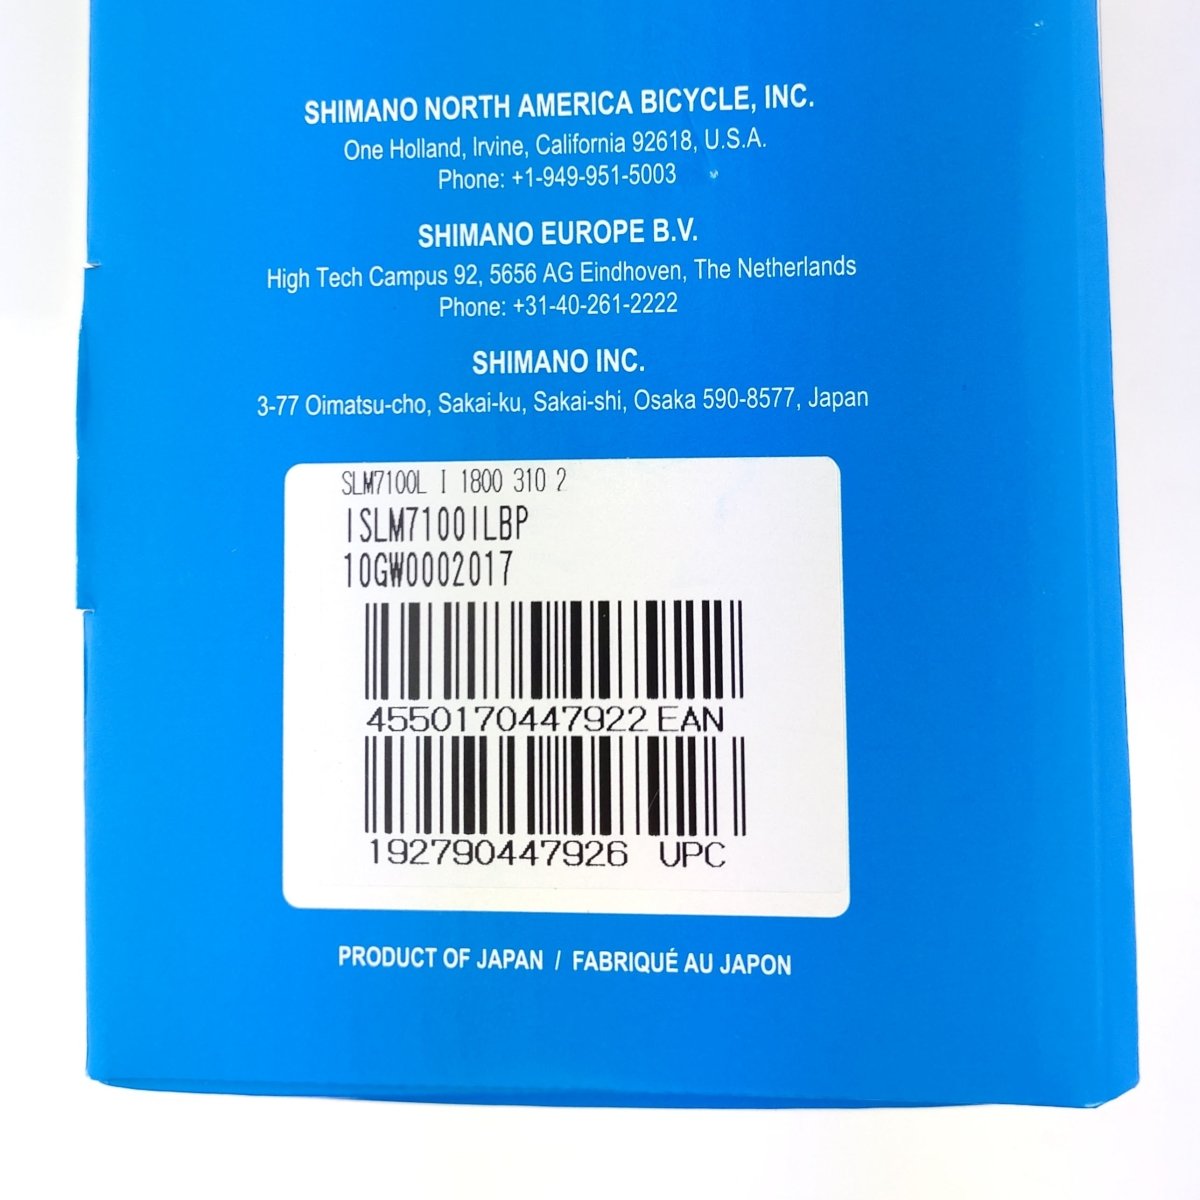 SHIMANO NORTH AMERICA BICYCLE, INC.
One Holland, Irvine, California 92618, U.S.A.
Phone: +1-949-951-5003
SHIMANO EUROPE B.V.
High Tech Campus 92, 5656 AG Eindhoven, The Netherlands
Phone: +31-40-261-2222
SHIMANO INC.
3-77 Oimatsu-cho, Sakai-ku, Sakai-shi, Osaka 590-8577, Japan
SLM7100L I 1800 310 2
ISLM7100ILBP
10GW0002017
4550170447922 EAN
192790447926 UPC
PRODUCT OF JAPAN / FABRIQUÉ AU JAPON